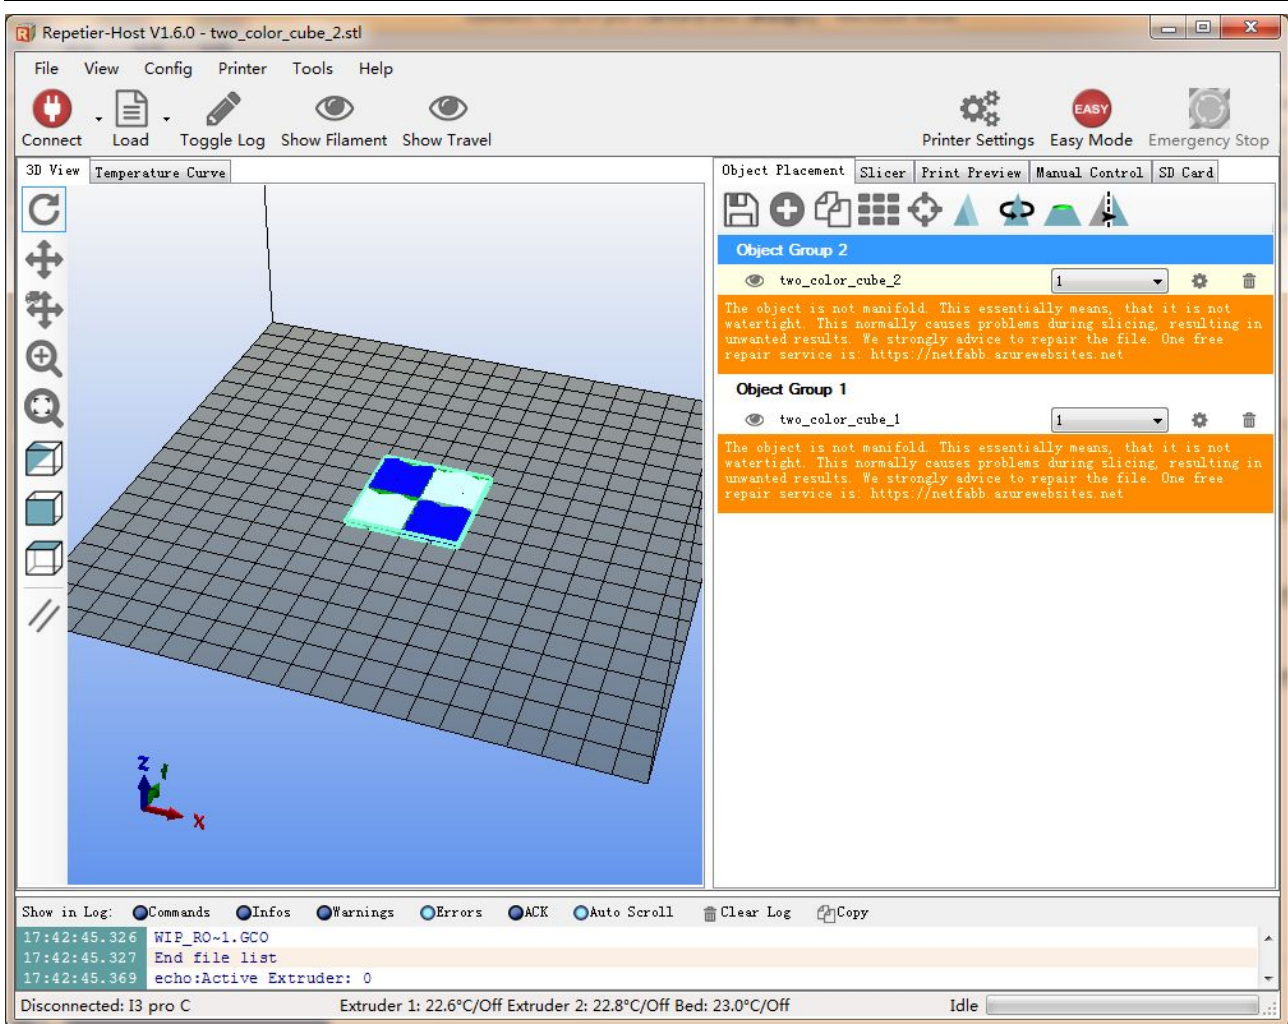 Repetier-Host V1.6.0 - two_color_cube_2.stl
File View Config Printer Tools Help
EASY
Connect Load Toggle Log Show Filament Show Travel Printer Settings Easy Mode Emergency Stop
3D View Temperature Curve
Object Placement Slicer Print Preview Manual Control SD Card
Object Group 2
two_color_cube_2 1
The object is not manifold. This essentially means, that it is not
watertight. This normally causes problems during slicing, resulting in
unwanted results. We strongly advice to repair the file. One free
repair service is: https://netfabb.azurewebsites.net
Object Group 1
two_color_cube_1 1
The object is not manifold. This essentially means, that it is not
watertight. This normally causes problems during slicing, resulting in
unwanted results. We strongly advice to repair the file. One free
repair service is: https://netfabb.azurewebsites.net
Z
X
Show in Log: Commands Infos Warnings Errors ACK Auto Scroll Clear Log Copy
17:42:45.326 WIP_RO~1.GCO
17:42:45.327 End file list
17:42:45.369 echo:Active Extruder: 0
Disconnected: I3 pro C Extruder 1: 22.6°C/Off Extruder 2: 22.8°C/Off Bed: 23.0°C/Off Idle